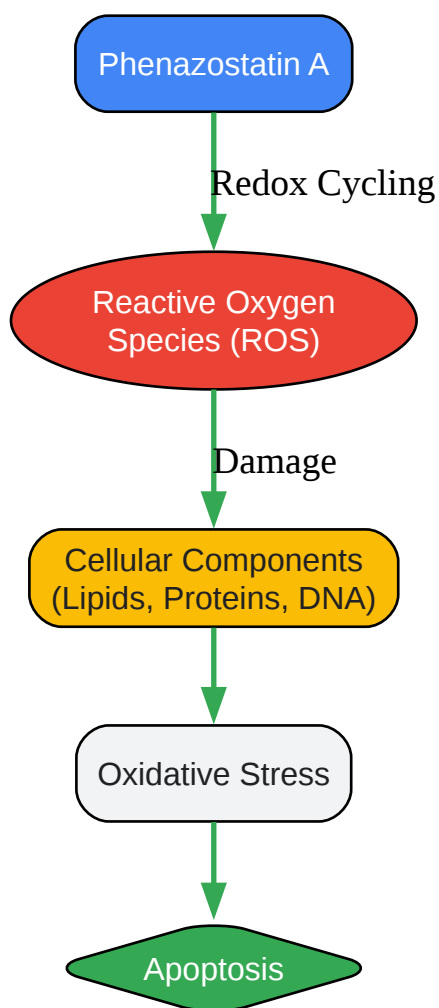 Phenazostatin A
Redox Cycling
Reactive Oxygen
Species (ROS)
Damage
Cellular Components
(Lipids, Proteins, DNA)
Oxidative Stress
Apoptosis